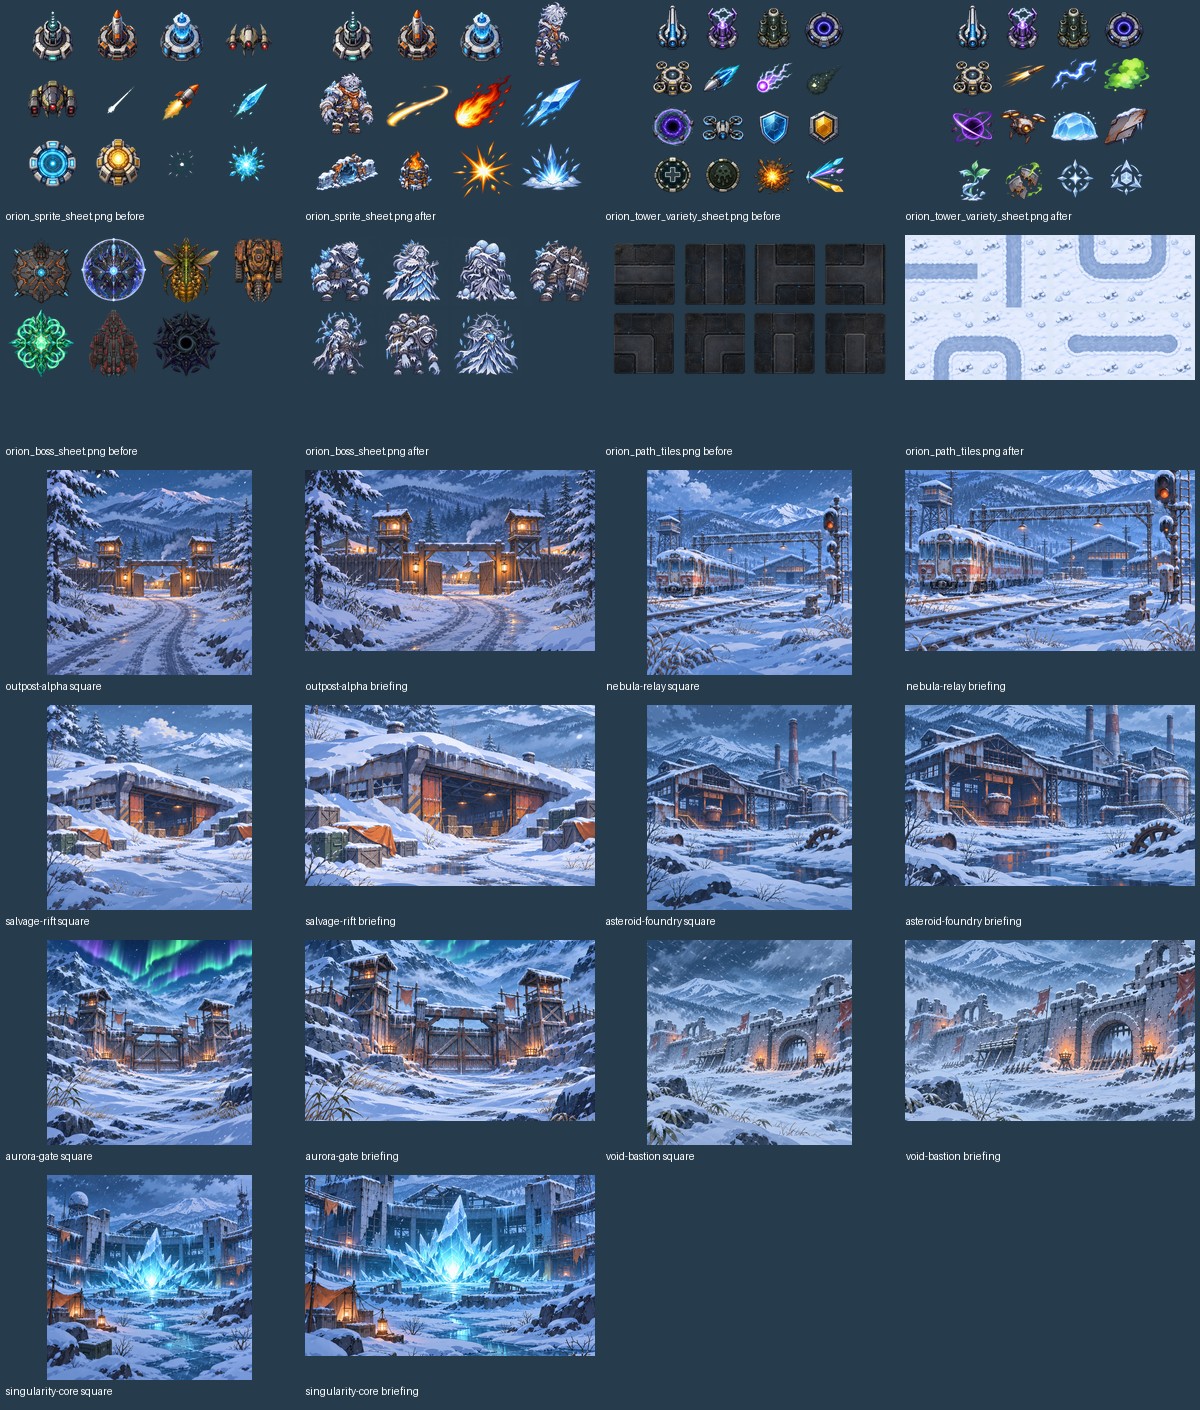 orion_sprite_sheet.png before
orion_sprite_sheet.png after
orion_tower_variety_sheet.png before
orion_tower_variety_sheet.png after
orion_boss_sheet.png before
orion_boss_sheet.png after
orion_path_tiles.png before
orion_path_tiles.png after
outpost-alpha square
outpost-alpha briefing
nebula-relay square
nebula-relay briefing
salvage-rift square
salvage-rift briefing
asteroid-foundry square
asteroid-foundry briefing
aurora-gate square
aurora-gate briefing
void-bastion square
void-bastion briefing
singularity-core square
singularity-core briefing